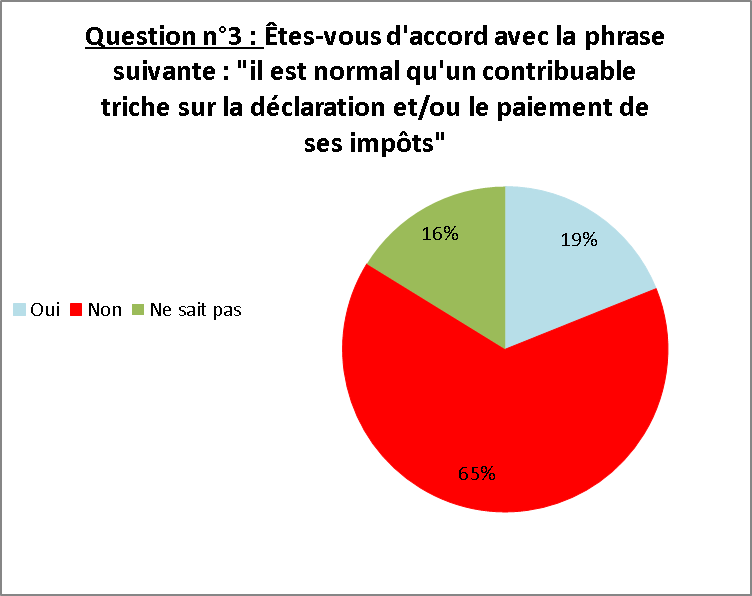 Question n°3 : Êtes-vous d'accord avec la phrase
suivante : "il est normal qu'un contribuable
triche sur la déclaration et/ou le paiement de
ses impôts"
16%
19%
Oui Non Ne sait pas
65%